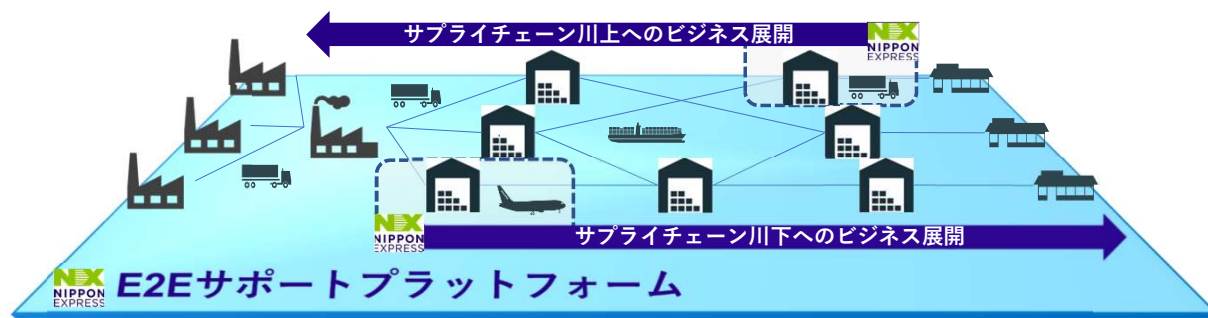 サプライチェーン川上へのビジネス展開
NX
NIPPON
EXPRESS
NX
NIPPON
EXPRESS
サプライチェーン川下へのビジネス展開
NX
NIPPON
EXPRESS
E2Eサポートプラットフォーム